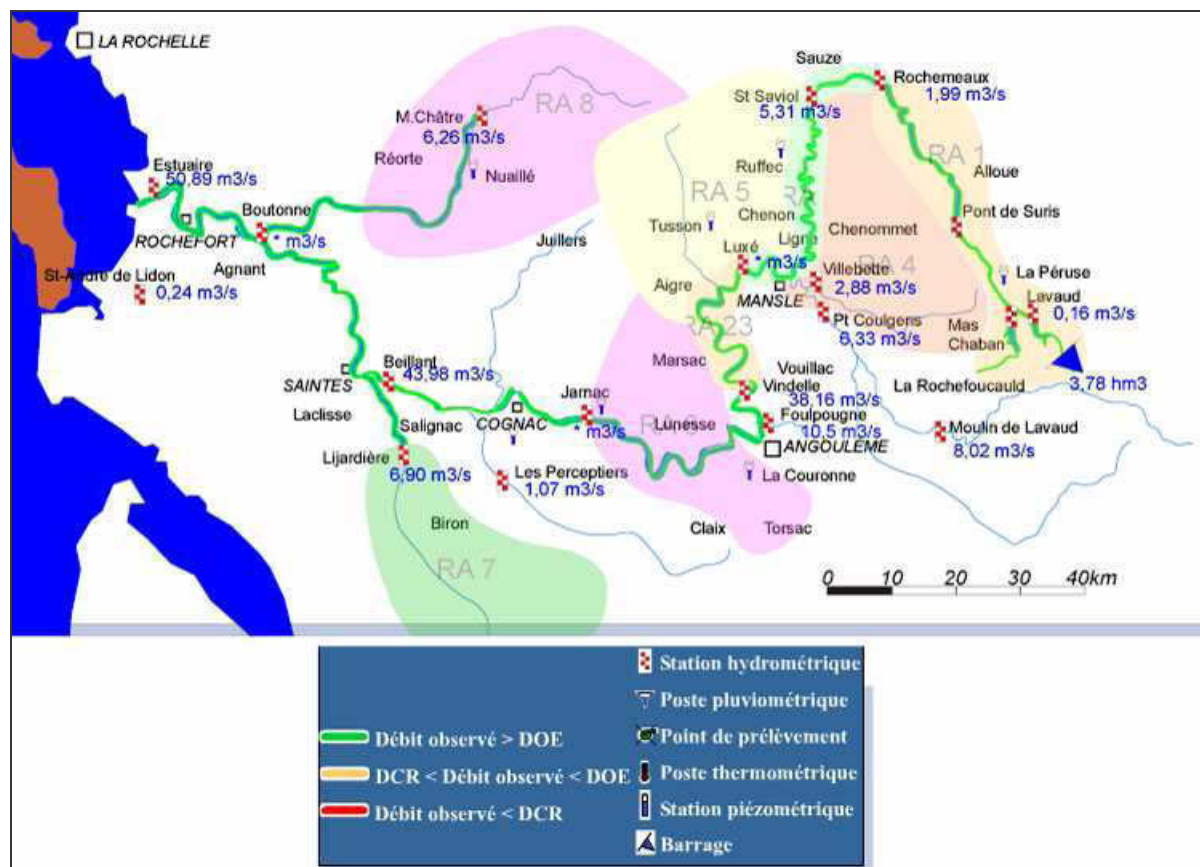 LA ROCHELLE
Sauze
Rochemeaux
1,99 m3/s
St Saviol
5,31 m3/s
M.Châtre
6,26 m3/s
RA 8
Réorte
Nuaillé
Ruffec
RA 1
Alloue
Estuaire
50,89 m3/s
RA 5
Chenon
Tusson
Ligne
Chenommet
Pont de Suris
Boutonne
* m3/s
ROCHEFORT
Agnant
Juillers
Luxé
* m3/s
Villebette
2,88 m3/s
RA 4
La Péruse
St-André de Lidon
0,24 m3/s
Aigre
MANSLE
Lavaud
0,16 m3/s
RA 23
Pt Coulgens
6,33 m3/s
Mas
Chaban
Marsac
Vouillac
Beillant
43,98 m3/s
SAINTES
Jarnac
* m3/s
Vindelle
38,16 m3/s
La Rochefoucauld
3,78 hm3
Laclisse
Salignac
COGNAC
Lunesse
Foulpougne
10,5 m3/s
ANGOULEME
Moulin de Lavaud
8,02 m3/s
Lijardière
6,90 m3/s
Les Perceptiers
1,07 m3/s
La Couronne
Biron
Claix
Torsac
RA 7
0 10 20 30 40km
Station hydrométrique
Poste pluviométrique
Débit observé > DOE
Point de prélèvement
DCR < Débit observé < DOE
Poste thermométrique
Débit observé < DCR
Station piézométrique
Barrage